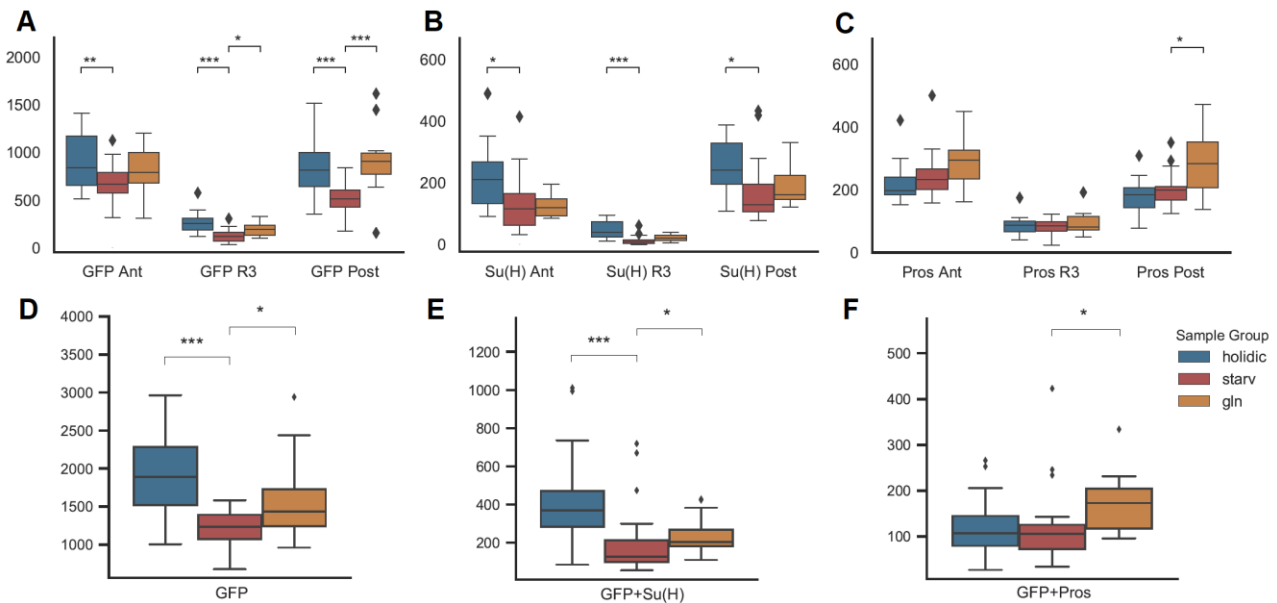 A
2000
1500
1000
500
0
** *** * *** ***
GFP Ant GFP R3 GFP Post
B
600
400
200
0
* *** *
Su(H) Ant Su(H) R3 Su(H) Post
C
600
400
200
0
*
Pros Ant Pros R3 Pros Post
D
4000
3500
3000
2500
2000
1500
1000
*** *
GFP
E
1200
1000
800
600
400
200
*** *
GFP+Su(H)
F
500
400
300
200
100
*
GFP+Pros
Sample Group
holidic
starv
gln